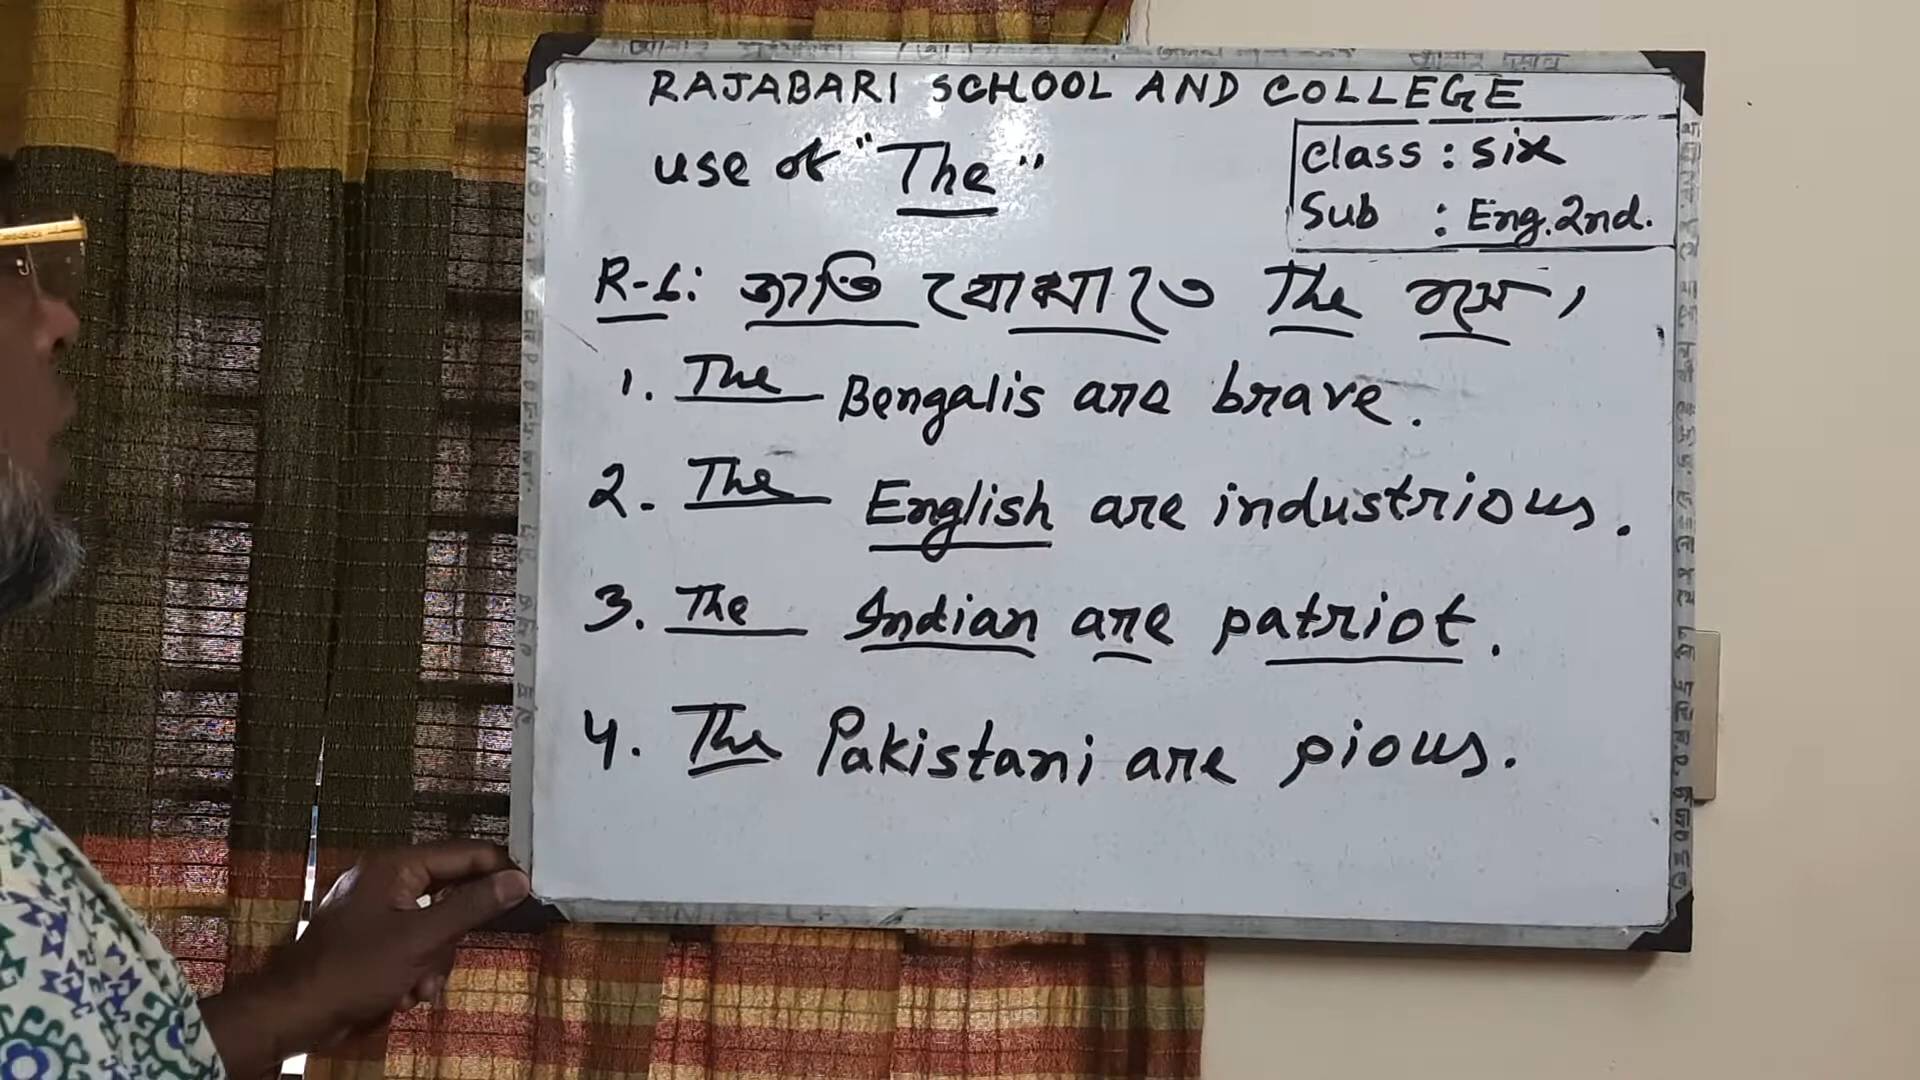 RAJABARI SCHOOL AND COLLEGE
use of "The"
Class : six
Sub : Eng. 2nd.
R-1: জাতি বোঝাতে The বসে,
1. The Bengalis are brave.
2. The English are industrious.
3. The Indian are patriot.
4. The Pakistani are pious.